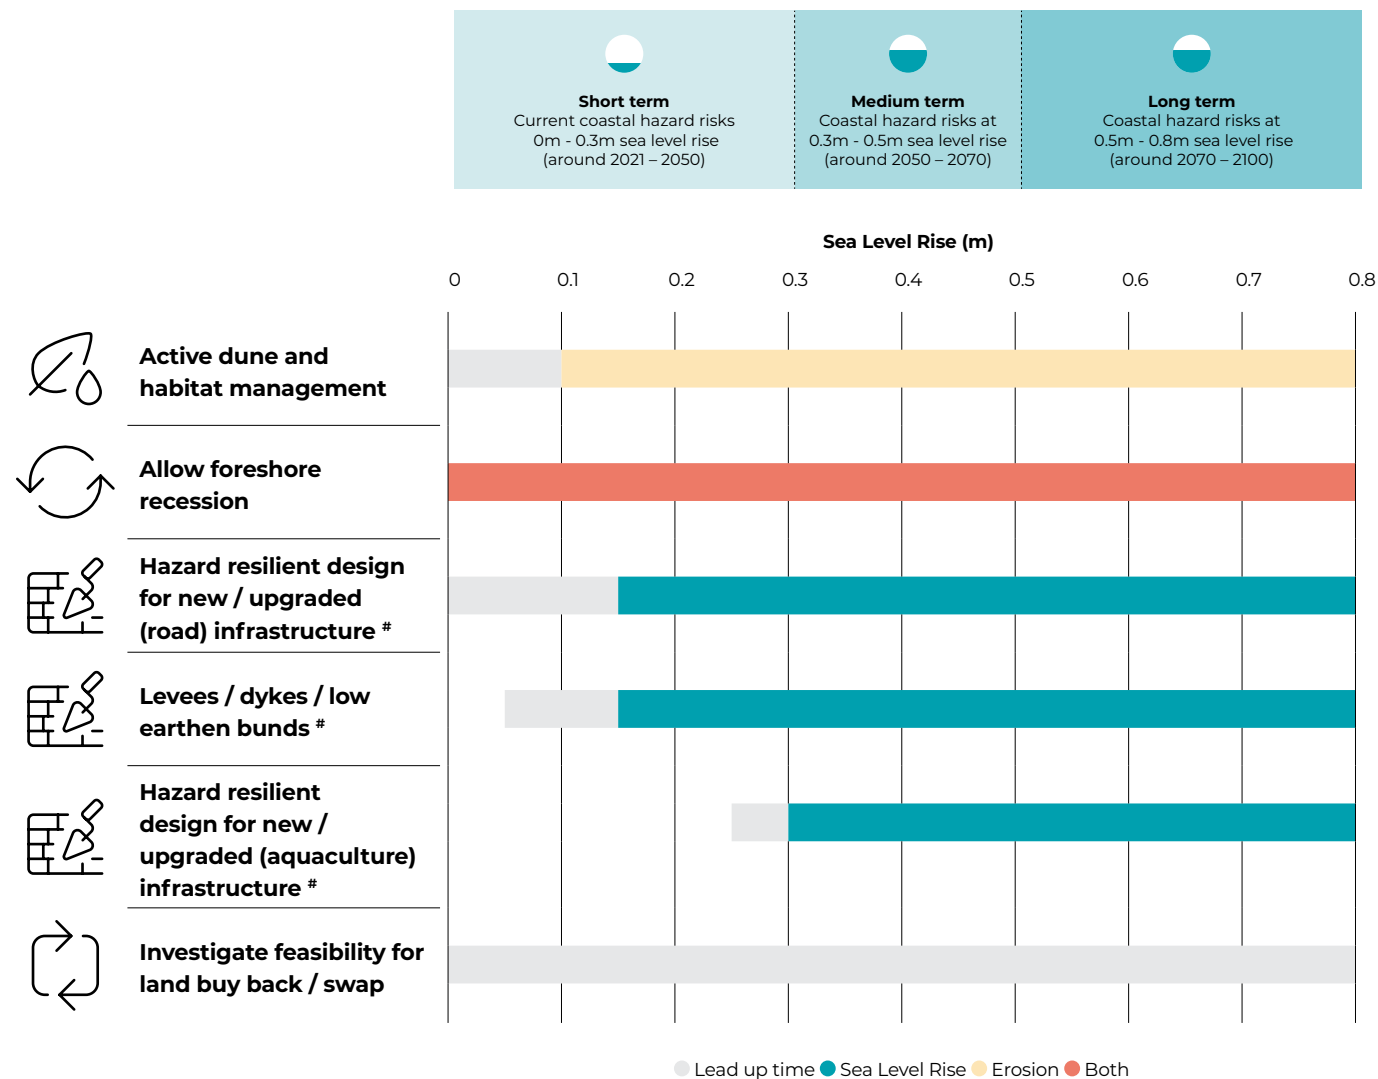 Short term
Current coastal hazard risks
0m - 0.3m sea level rise
(around 2021 – 2050)
Medium term
Coastal hazard risks at
0.3m - 0.5m sea level rise
(around 2050 – 2070)
Long term
Coastal hazard risks at
0.5m - 0.8m sea level rise
(around 2070 – 2100)
Sea Level Rise (m)
0 0.1 0.2 0.3 0.4 0.5 0.6 0.7 0.8
Active dune and
habitat management
Allow foreshore
recession
Hazard resilient design
for new / upgraded
(road) infrastructure #
Levees / dykes / low
earthen bunds #
Hazard resilient
design for new /
upgraded (aquaculture)
infrastructure #
Investigate feasibility for
land buy back / swap
Lead up time Sea Level Rise Erosion Both